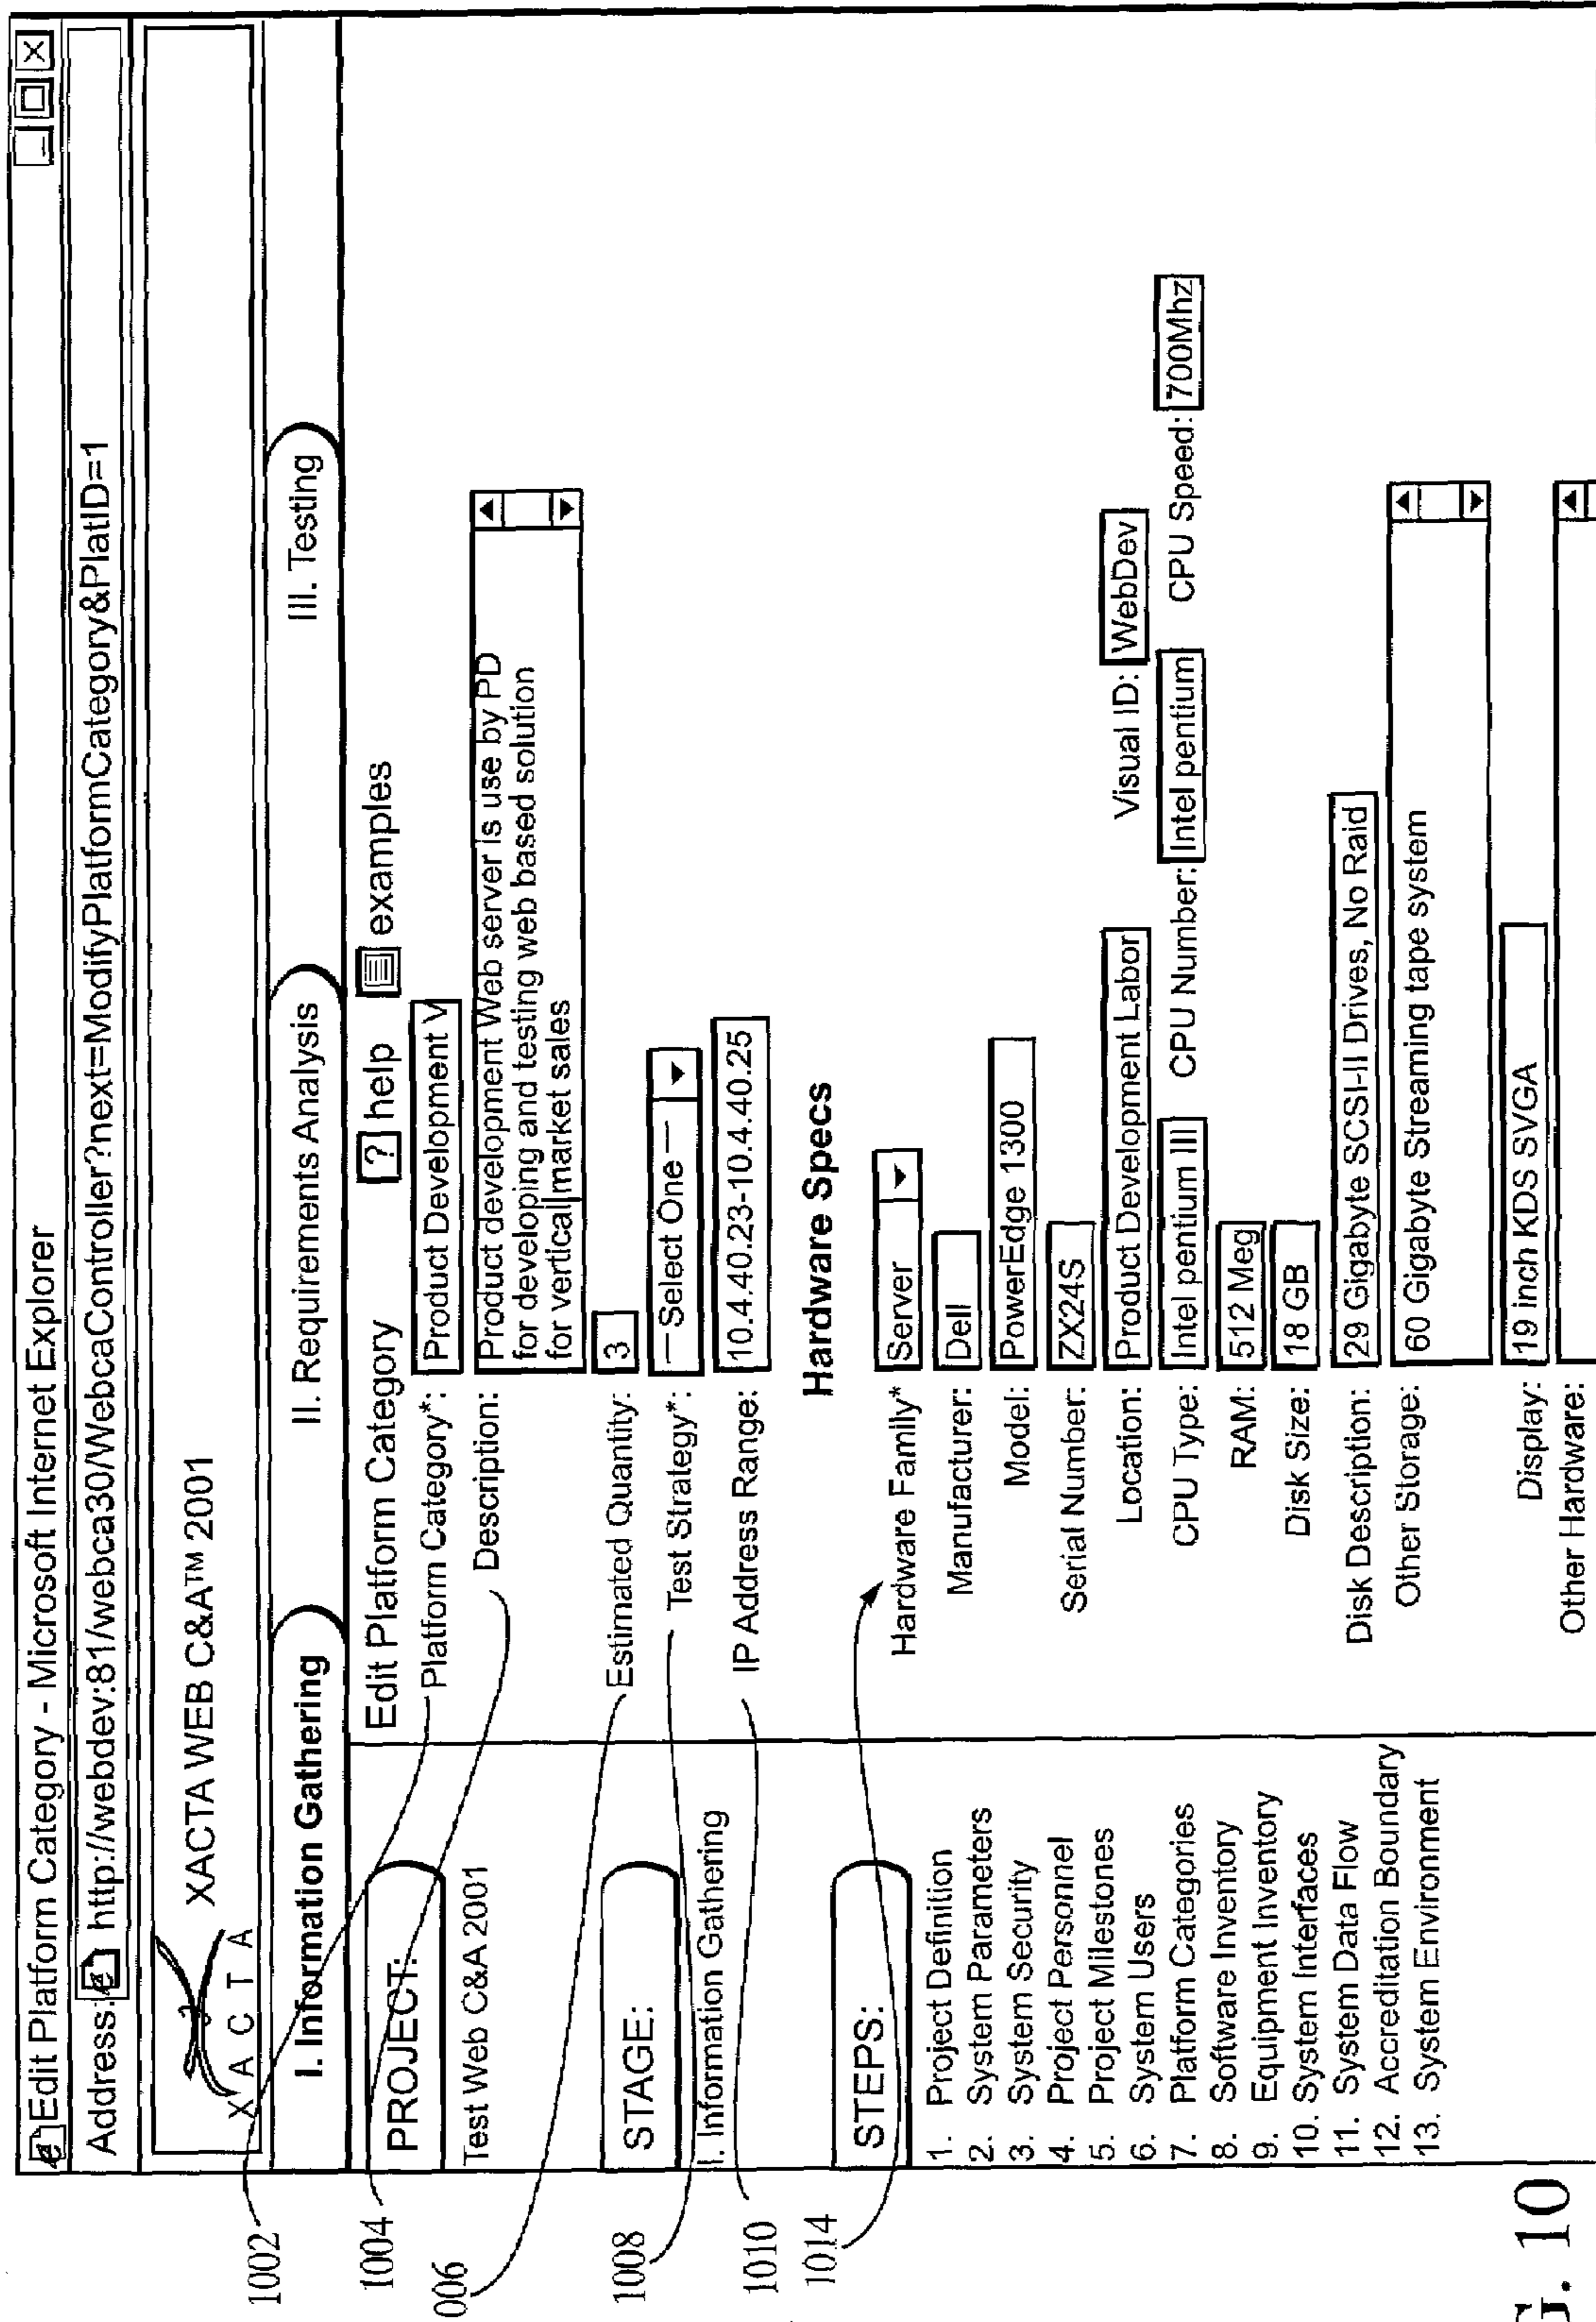 Edit Platform Category - Microsoft Internet Explorer
Address: http://webdev:81/webca30/WebcaController?next=ModifyPlatformCategory&PlatID=1
XACTA WEB C&A™ 2001
X A C T A
I. Information Gathering
II. Requirements Analysis
III. Testing
PROJECT:
Test Web C&A 2001
STAGE:
I. Information Gathering
STEPS:
1. Project Definition
2. System Parameters
3. System Security
4. Project Personnel
5. Project Milestones
6. System Users
7. Platform Categories
8. Software Inventory
9. Equipment Inventory
10. System Interfaces
11. System Data Flow
12. Accreditation Boundary
13. System Environment
Edit Platform Category ? help examples
Platform Category*: Product Development
Description: Product development Web server is use by PD
for developing and testing web based solution
for vertical market sales
Estimated Quantity: 3
Test Strategy*: —Select One—
IP Address Range: 10.4.40.23-10.4.40.25
Hardware Specs
Hardware Family* Server
Manufacturer: Dell
Model: PowerEdge 1300
Serial Number: ZX24S
Location: Product Development Labor Visual ID: WebDev
CPU Type: Intel pentium III CPU Number: Intel pentium CPU Speed: 700Mhz
RAM: 512 Meg
Disk Size: 18 GB
Disk Description: 29 Gigabyte SCSI-II Drives, No Raid
Other Storage: 60 Gigabyte Streaming tape system
Display: 19 inch KDS SVGA
Other Hardware:
1002
1004
006
1008
1010
1014
G. 10